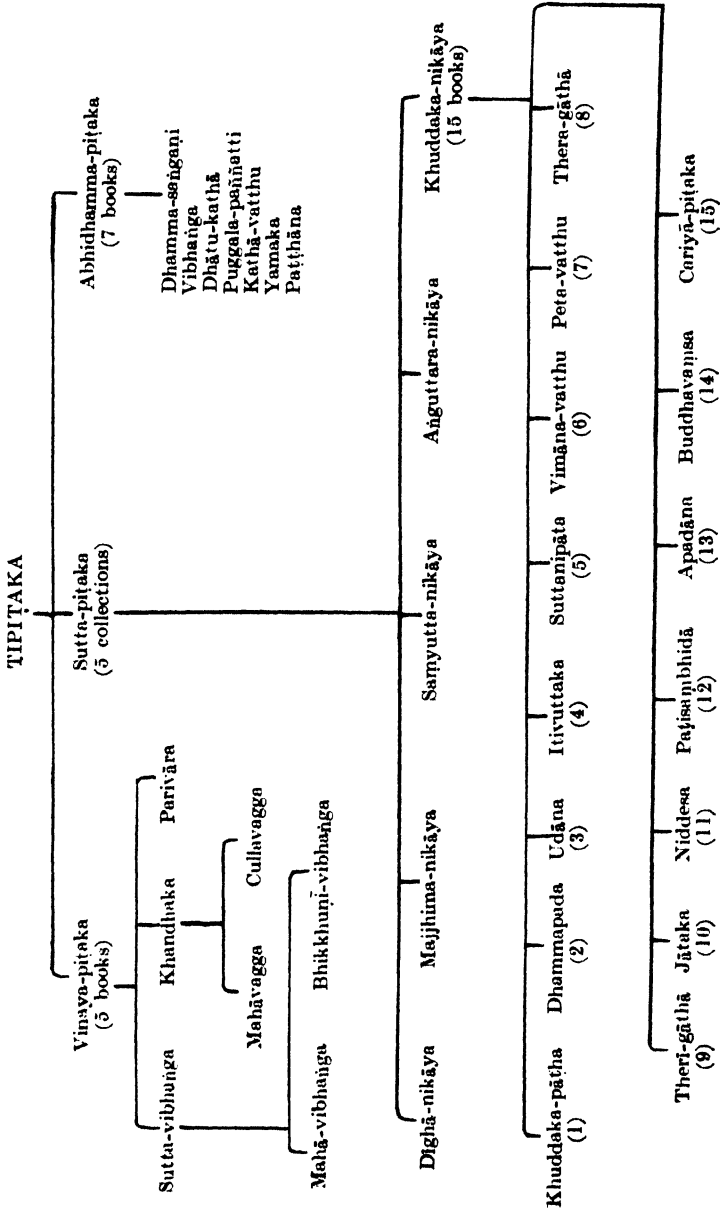 TIPIṬAKA
Vinaya-piṭaka
(5 books)
Sutta-piṭaka
(5 collections)
Abhidhamma-piṭaka
(7 books)
Sutta-vibhaṅga
Khandhaka
Parivāra
Mahāvagga
Cullavagga
Mahā-vibhaṅga
Bhikkhuṇī-vibhaṅga
Dhamma-saṅgaṇi
Vibhaṅga
Dhātu-kathā
Puggala-paññatti
Kathā-vatthu
Yamaka
Paṭṭhāna
Dīghā-nikāya
Majjhima-nikāya
Saṃyutta-nikāya
Aṅguttara-nikāya
Khuddaka-nikāya
(15 books)
Khuddaka-pāṭha
(1)
Dhammapada
(2)
Udāna
(3)
Itivuttaka
(4)
Suttanipāta
(5)
Vimāna-vatthu
(6)
Peta-vatthu
(7)
Thera-gāthā
(8)
Therī-gāthā
(9)
Jātaka
(10)
Niddesa
(11)
Paṭisambhidā
(12)
Apadāna
(13)
Buddhavaṃsa
(14)
Cariyā-piṭaka
(15)